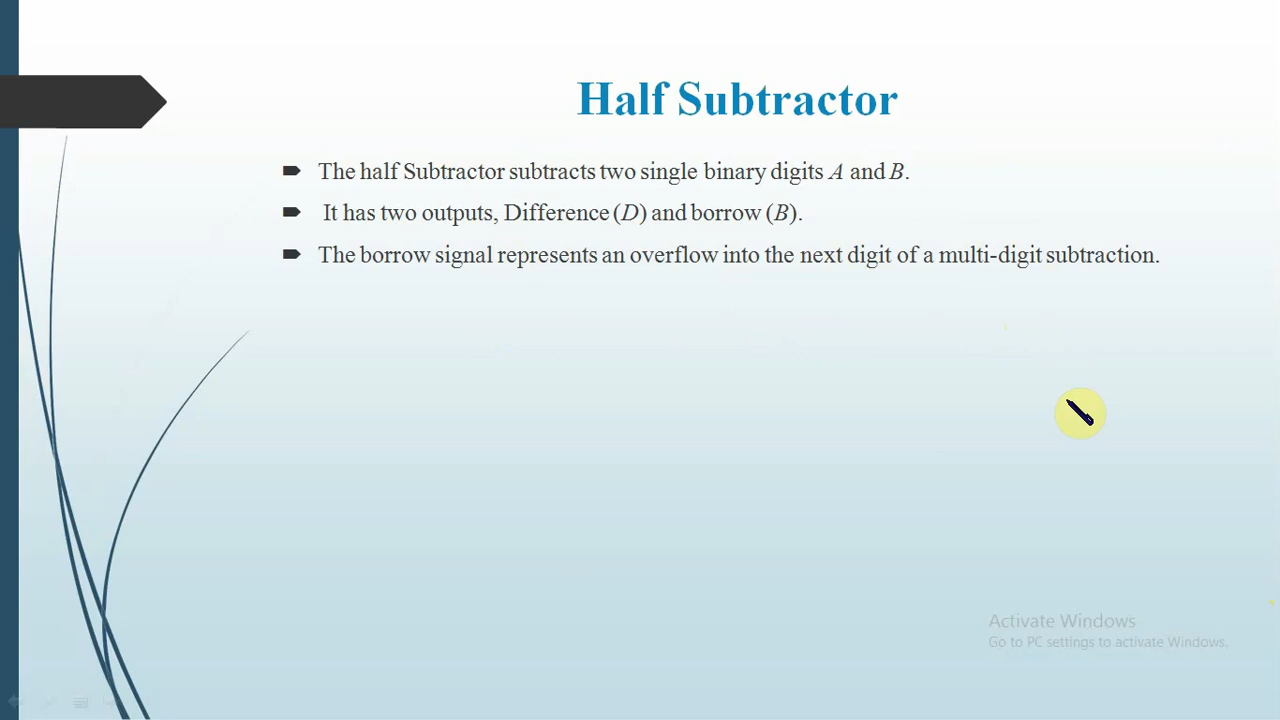 Half Subtractor
The half Subtractor subtracts two single binary digits A and B.
It has two outputs, Difference (D) and borrow (B).
The borrow signal represents an overflow into the next digit of a multi-digit subtraction.
Activate Windows
Go to PC settings to activate Windows.